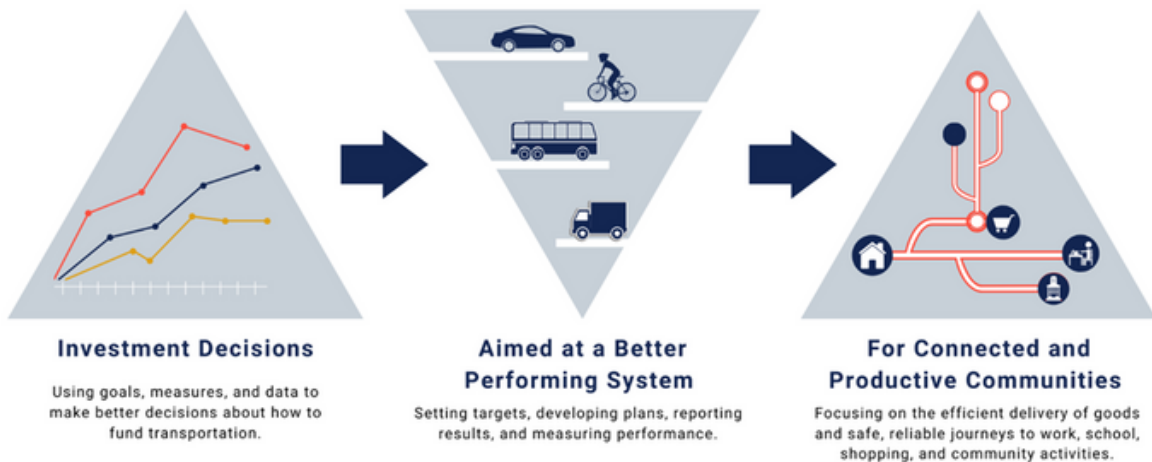 Investment Decisions
Using goals, measures, and data to
make better decisions about how to
fund transportation.
Aimed at a Better
Performing System
Setting targets, developing plans, reporting
results, and measuring performance.
For Connected and
Productive Communities
Focusing on the efficient delivery of goods
and safe, reliable journeys to work, school,
shopping, and community activities.